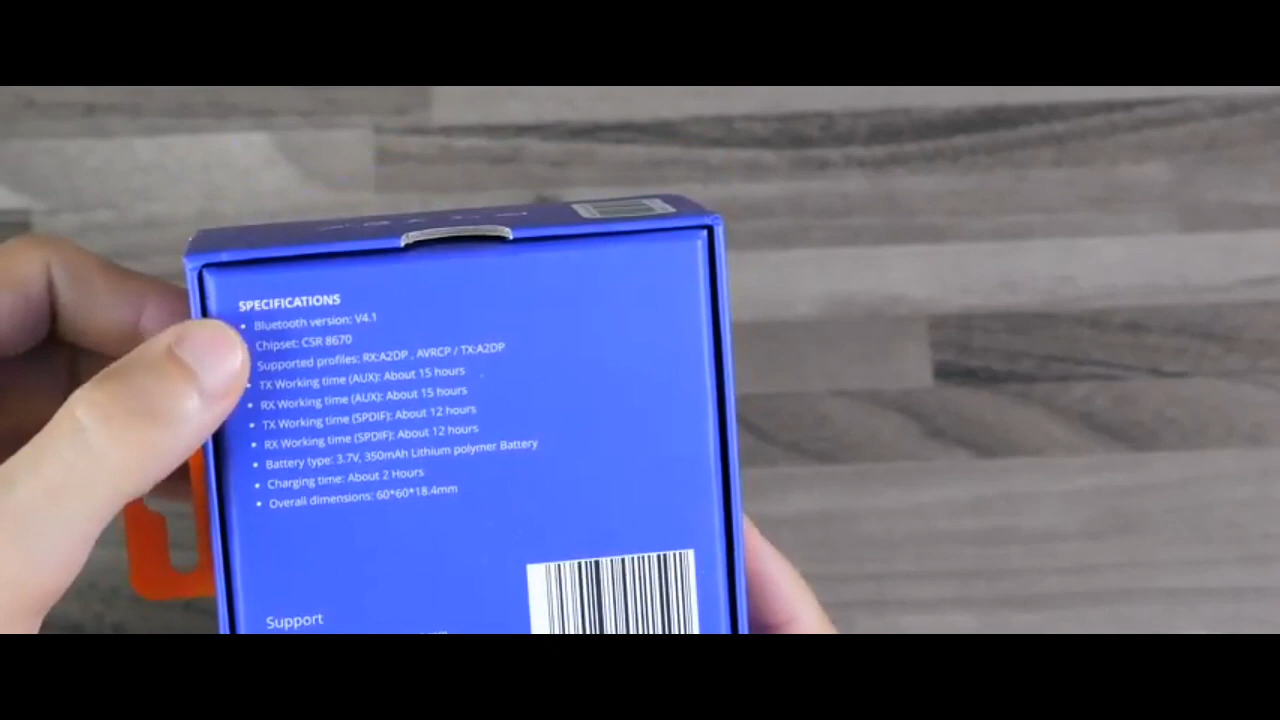 SPECIFICATIONS
• Bluetooth version: V4.1
Chipset: CSR 8670
Supported profiles: RX:A2DP , AVRCP / TX:A2DP
• TX Working time (AUX): About 15 hours
• RX Working time (AUX): About 15 hours
• TX Working time (SPDIF): About 12 hours
• RX Working time (SPDIF): About 12 hours
• Battery type: 3.7V, 350mAh Lithium polymer Battery
• Charging time: About 2 Hours
• Overall dimensions: 60*60*18.4mm
Support